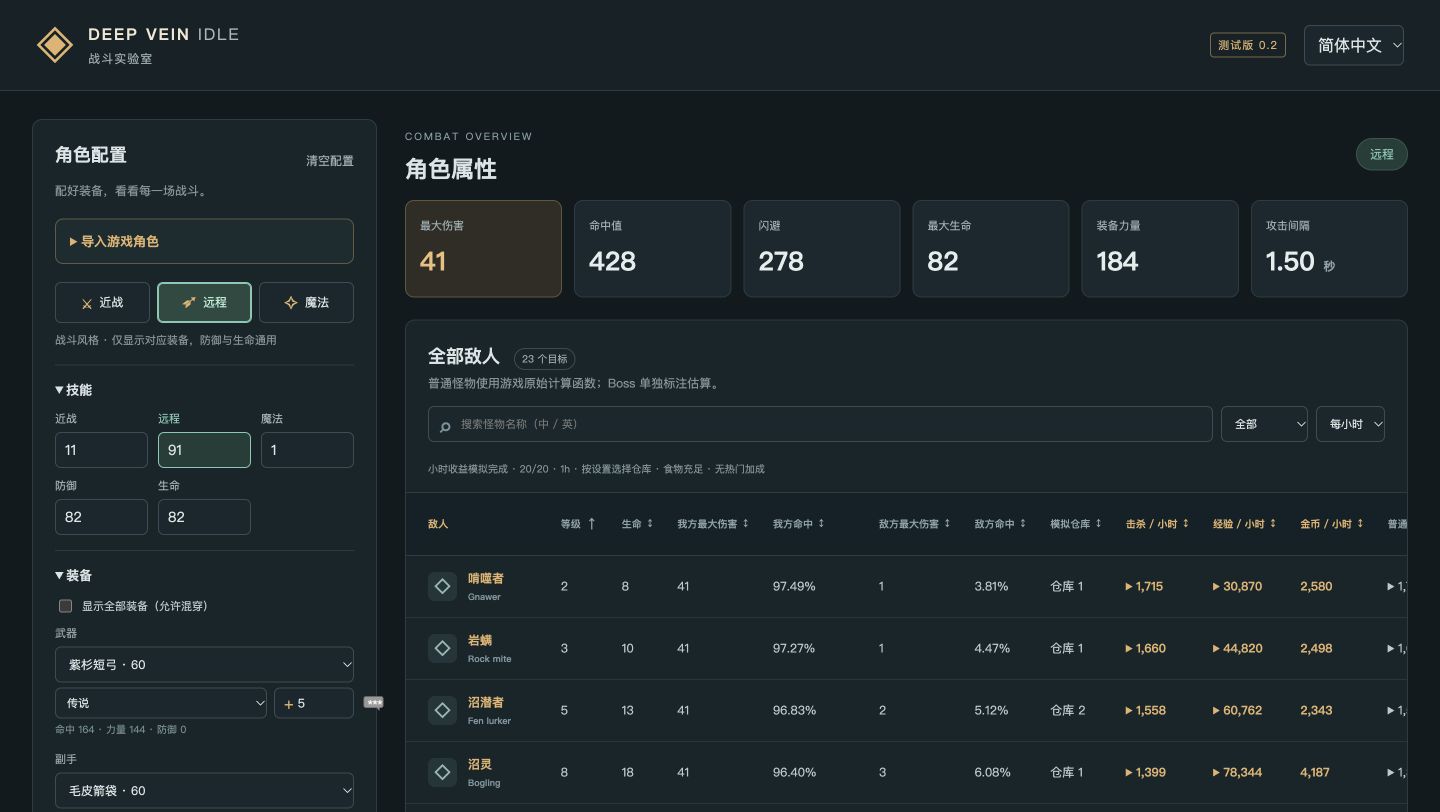 DEEP VEIN IDLE
战斗实验室
测试版 0.2
简体中文
角色配置
清空配置
配好装备，看看每一场战斗。
导入游戏角色
近战 远程 魔法
战斗风格 · 仅显示对应装备，防御与生命通用
技能
近战 远程 魔法
11 91 1
防御 生命
82 82
装备
显示全部装备（允许混穿）
武器
紫杉短弓 · 60
传说 + 5
命中 164 · 力量 144 · 防御 0
副手
毛皮箭袋 · 60
COMBAT OVERVIEW
角色属性
远程
最大伤害 命中值 闪避 最大生命 装备力量 攻击间隔
41 428 278 82 184 1.50 秒
全部敌人 23 个目标
普通怪物使用游戏原始计算函数；Boss 单独标注估算。
搜索怪物名称（中 / 英） 全部 每小时
小时收益模拟完成 · 20/20 · 1h · 按设置选择仓库 · 食物充足 · 无热门加成
敌人 等级 ↑ 生命 ↕ 我方最大伤害 ↕ 我方命中 ↕ 敌方最大伤害 ↕ 敌方命中 ↕ 模拟仓库 ↕ 击杀 / 小时 ↕ 经验 / 小时 ↕ 金币 / 小时 ↕ 普通
啃噬者 2 8 41 97.49% 1 3.81% 仓库 1 1,715 30,870 2,580
Gnawer
岩螨 3 10 41 97.27% 1 4.47% 仓库 1 1,660 44,820 2,498
Rock mite
沼潜者 5 13 41 96.83% 2 5.12% 仓库 2 1,558 60,762 2,343
Fen lurker
沼灵 8 18 41 96.40% 3 6.08% 仓库 1 1,399 78,344 4,187
Bogling